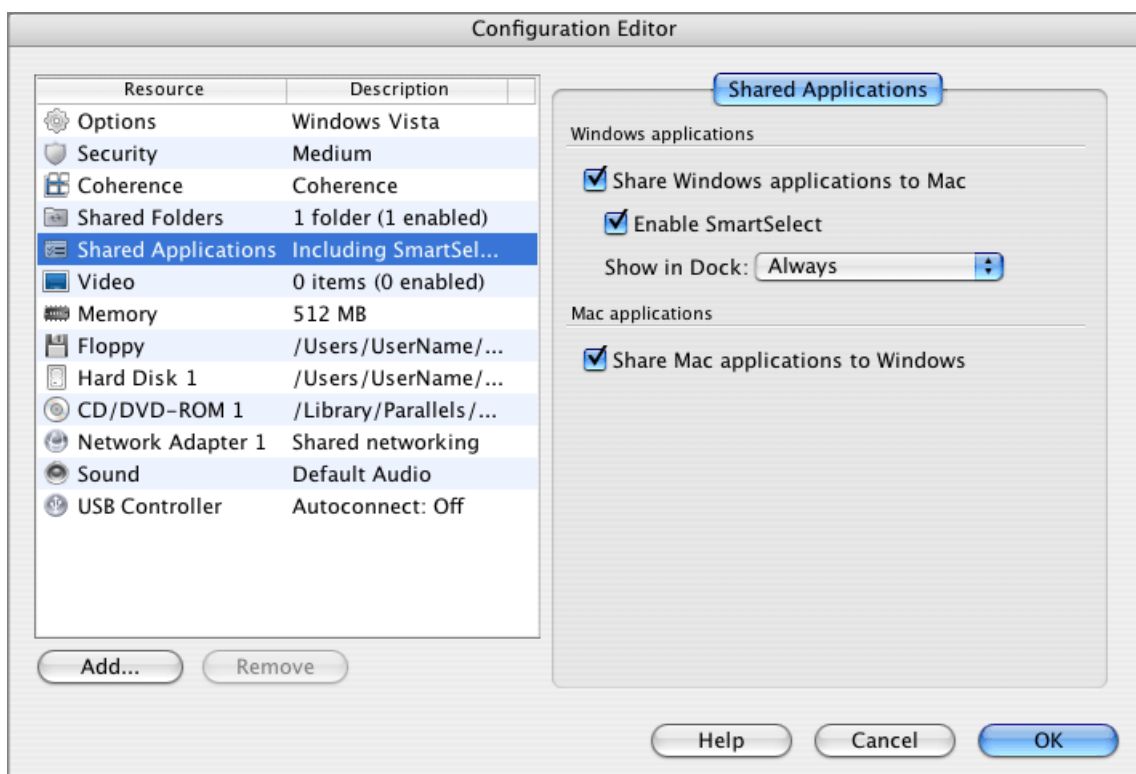 Configuration Editor
Resource Description
Options Windows Vista
Security Medium
Coherence Coherence
Shared Folders 1 folder (1 enabled)
Shared Applications Including SmartSel...
Video 0 items (0 enabled)
Memory 512 MB
Floppy /Users/UserName/...
Hard Disk 1 /Users/UserName/...
CD/DVD-ROM 1 /Library/Parallels/...
Network Adapter 1 Shared networking
Sound Default Audio
USB Controller Autoconnect: Off
Add... Remove
Shared Applications
Windows applications
Share Windows applications to Mac
Enable SmartSelect
Show in Dock: Always
Mac applications
Share Mac applications to Windows
Help Cancel OK